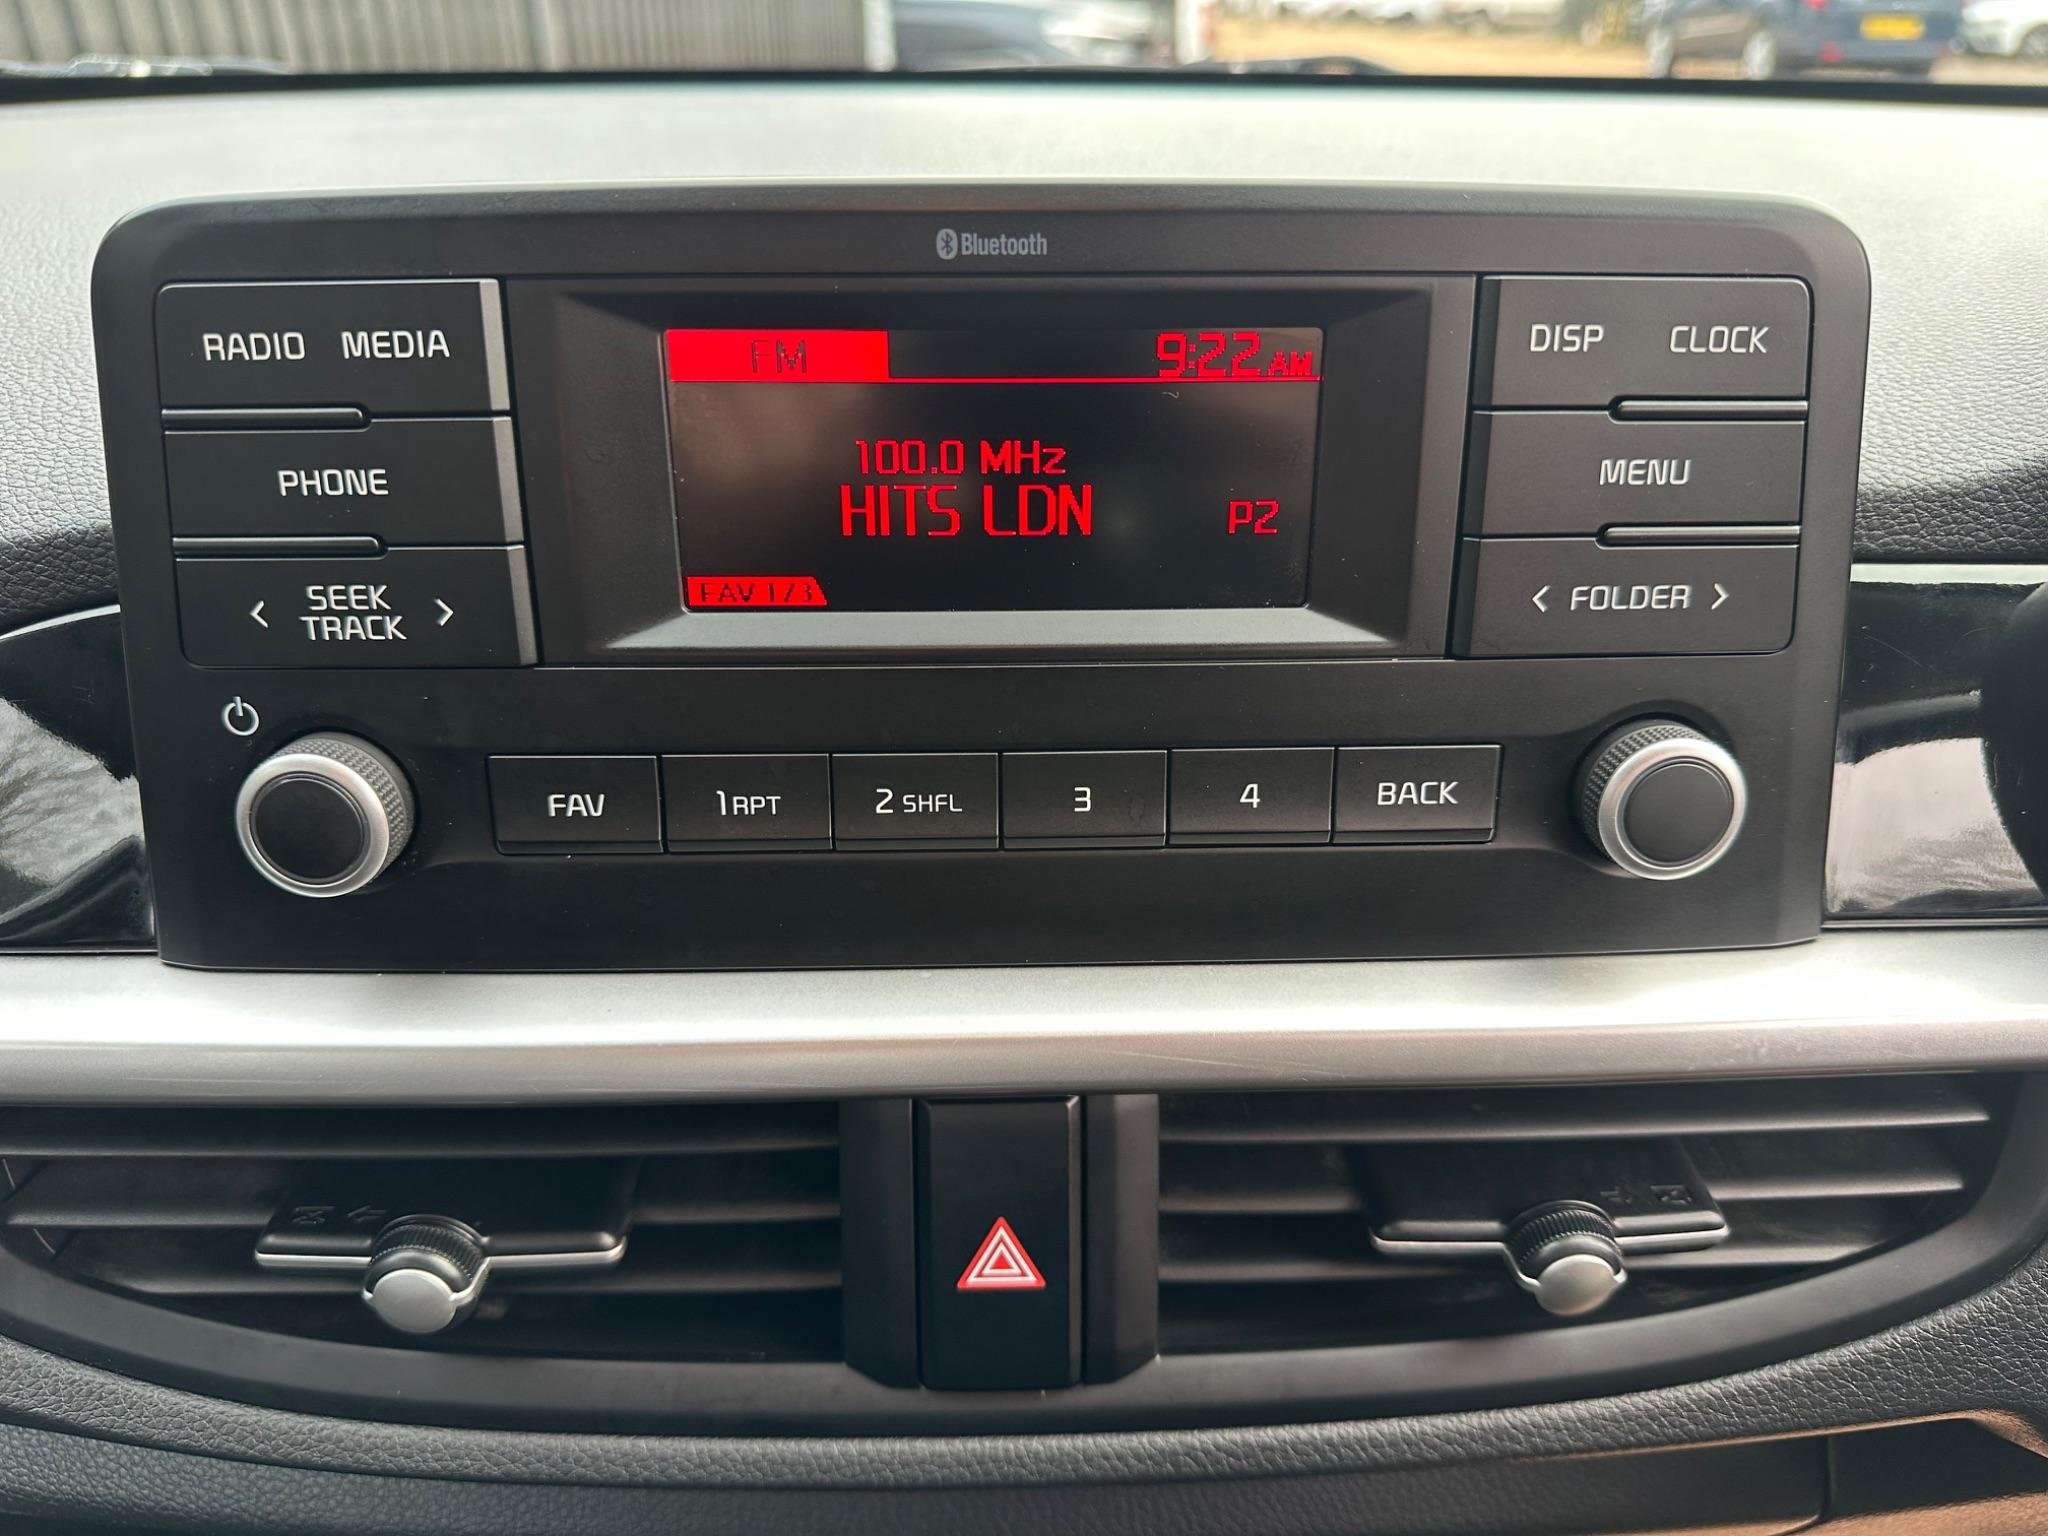 Bluetooth
RADIO MEDIA
PHONE
< SEEK TRACK >
FM 9:22 AM
100.0 MHz
HITS LDN P2
FAV 1/3
DISP CLOCK
MENU
< FOLDER >
FAV 1 RPT 2 SHFL 3 4 BACK